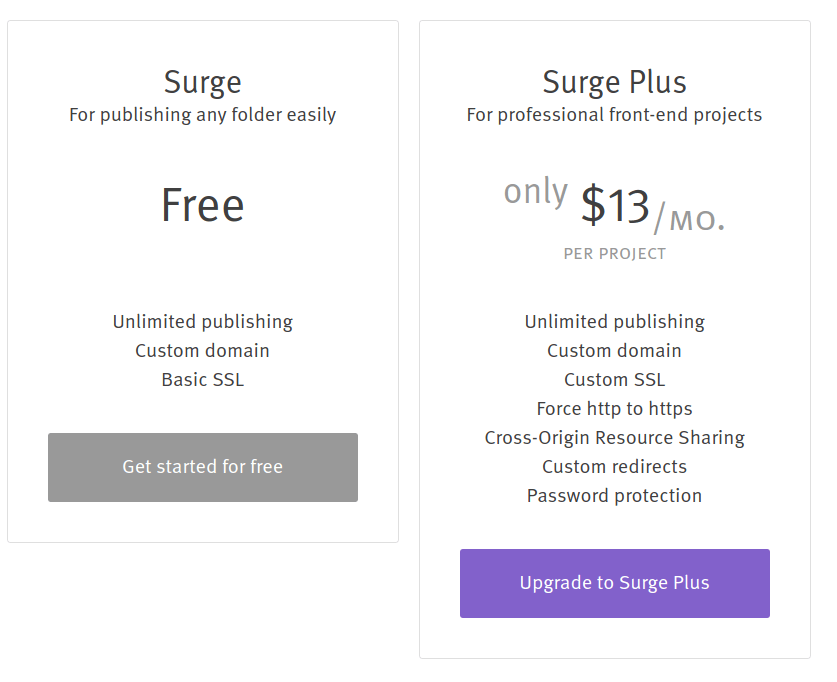 Surge
For publishing any folder easily
Free
Unlimited publishing
Custom domain
Basic SSL
Get started for free
Surge Plus
For professional front-end projects
only $13/MO.
PER PROJECT
Unlimited publishing
Custom domain
Custom SSL
Force http to https
Cross-Origin Resource Sharing
Custom redirects
Password protection
Upgrade to Surge Plus